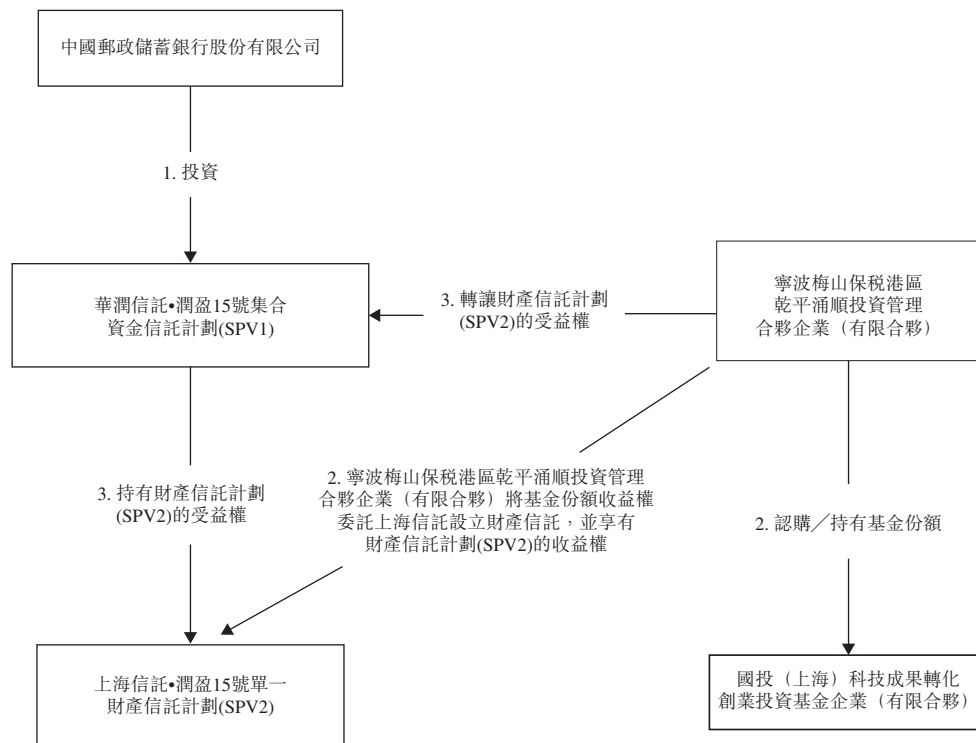 中國郵政儲蓄銀行股份有限公司
1. 投資
華潤信託•潤盈15號集合
資金信託計劃(SPV1)
3. 轉讓財產信託計劃
(SPV2)的受益權
寧波梅山保税港區
乾平涌順投資管理
合夥企業（有限合夥）
3. 持有財產信託計劃
(SPV2)的受益權
2. 寧波梅山保税港區乾平涌順投資管理
合夥企業（有限合夥）將基金份額收益權
委託上海信託設立財產信託，並享有
財產信託計劃(SPV2)的收益權
2. 認購╱持有基金份額
上海信託•潤盈15號單一
財產信託計劃(SPV2)
國投（上海）科技成果轉化
創業投資基金企業（有限合夥）